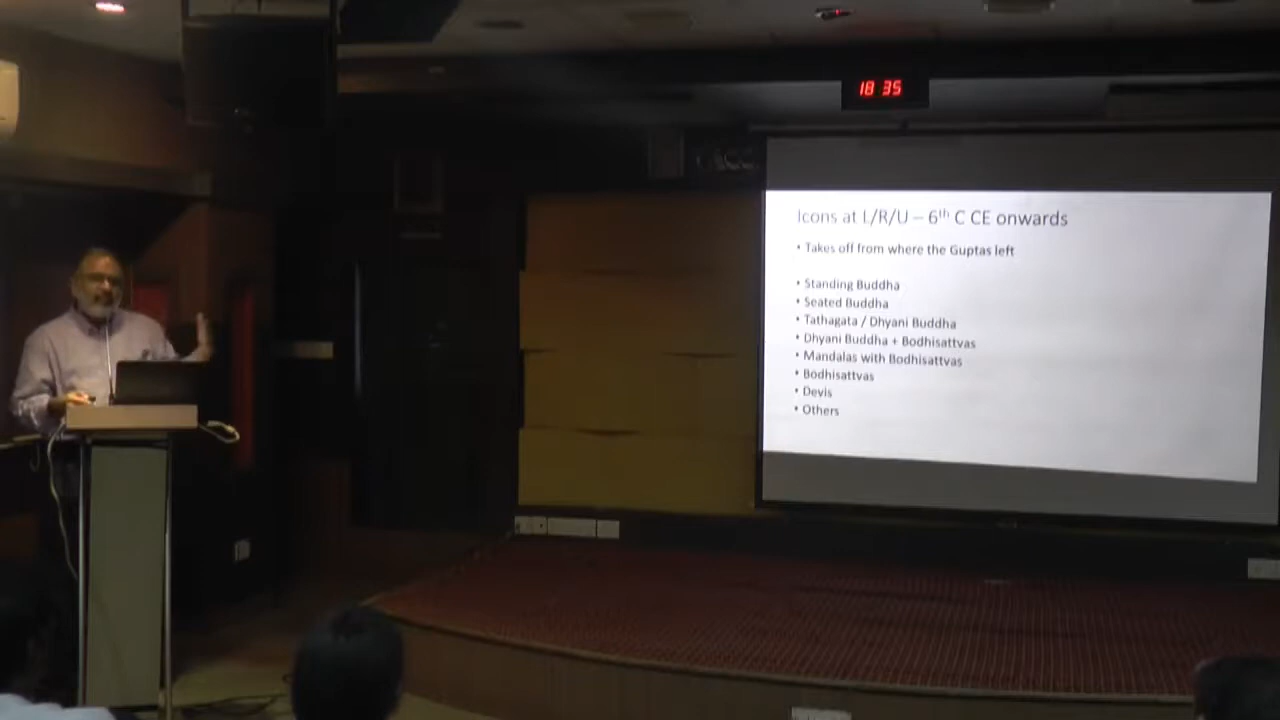 18 35
Icons at L/R/U – 6th C CE onwards
• Takes off from where the Guptas left
• Standing Buddha
• Seated Buddha
• Tathagata / Dhyani Buddha
• Dhyani Buddha + Bodhisattvas
• Mandalas with Bodhisattvas
• Bodhisattvas
• Devis
• Others